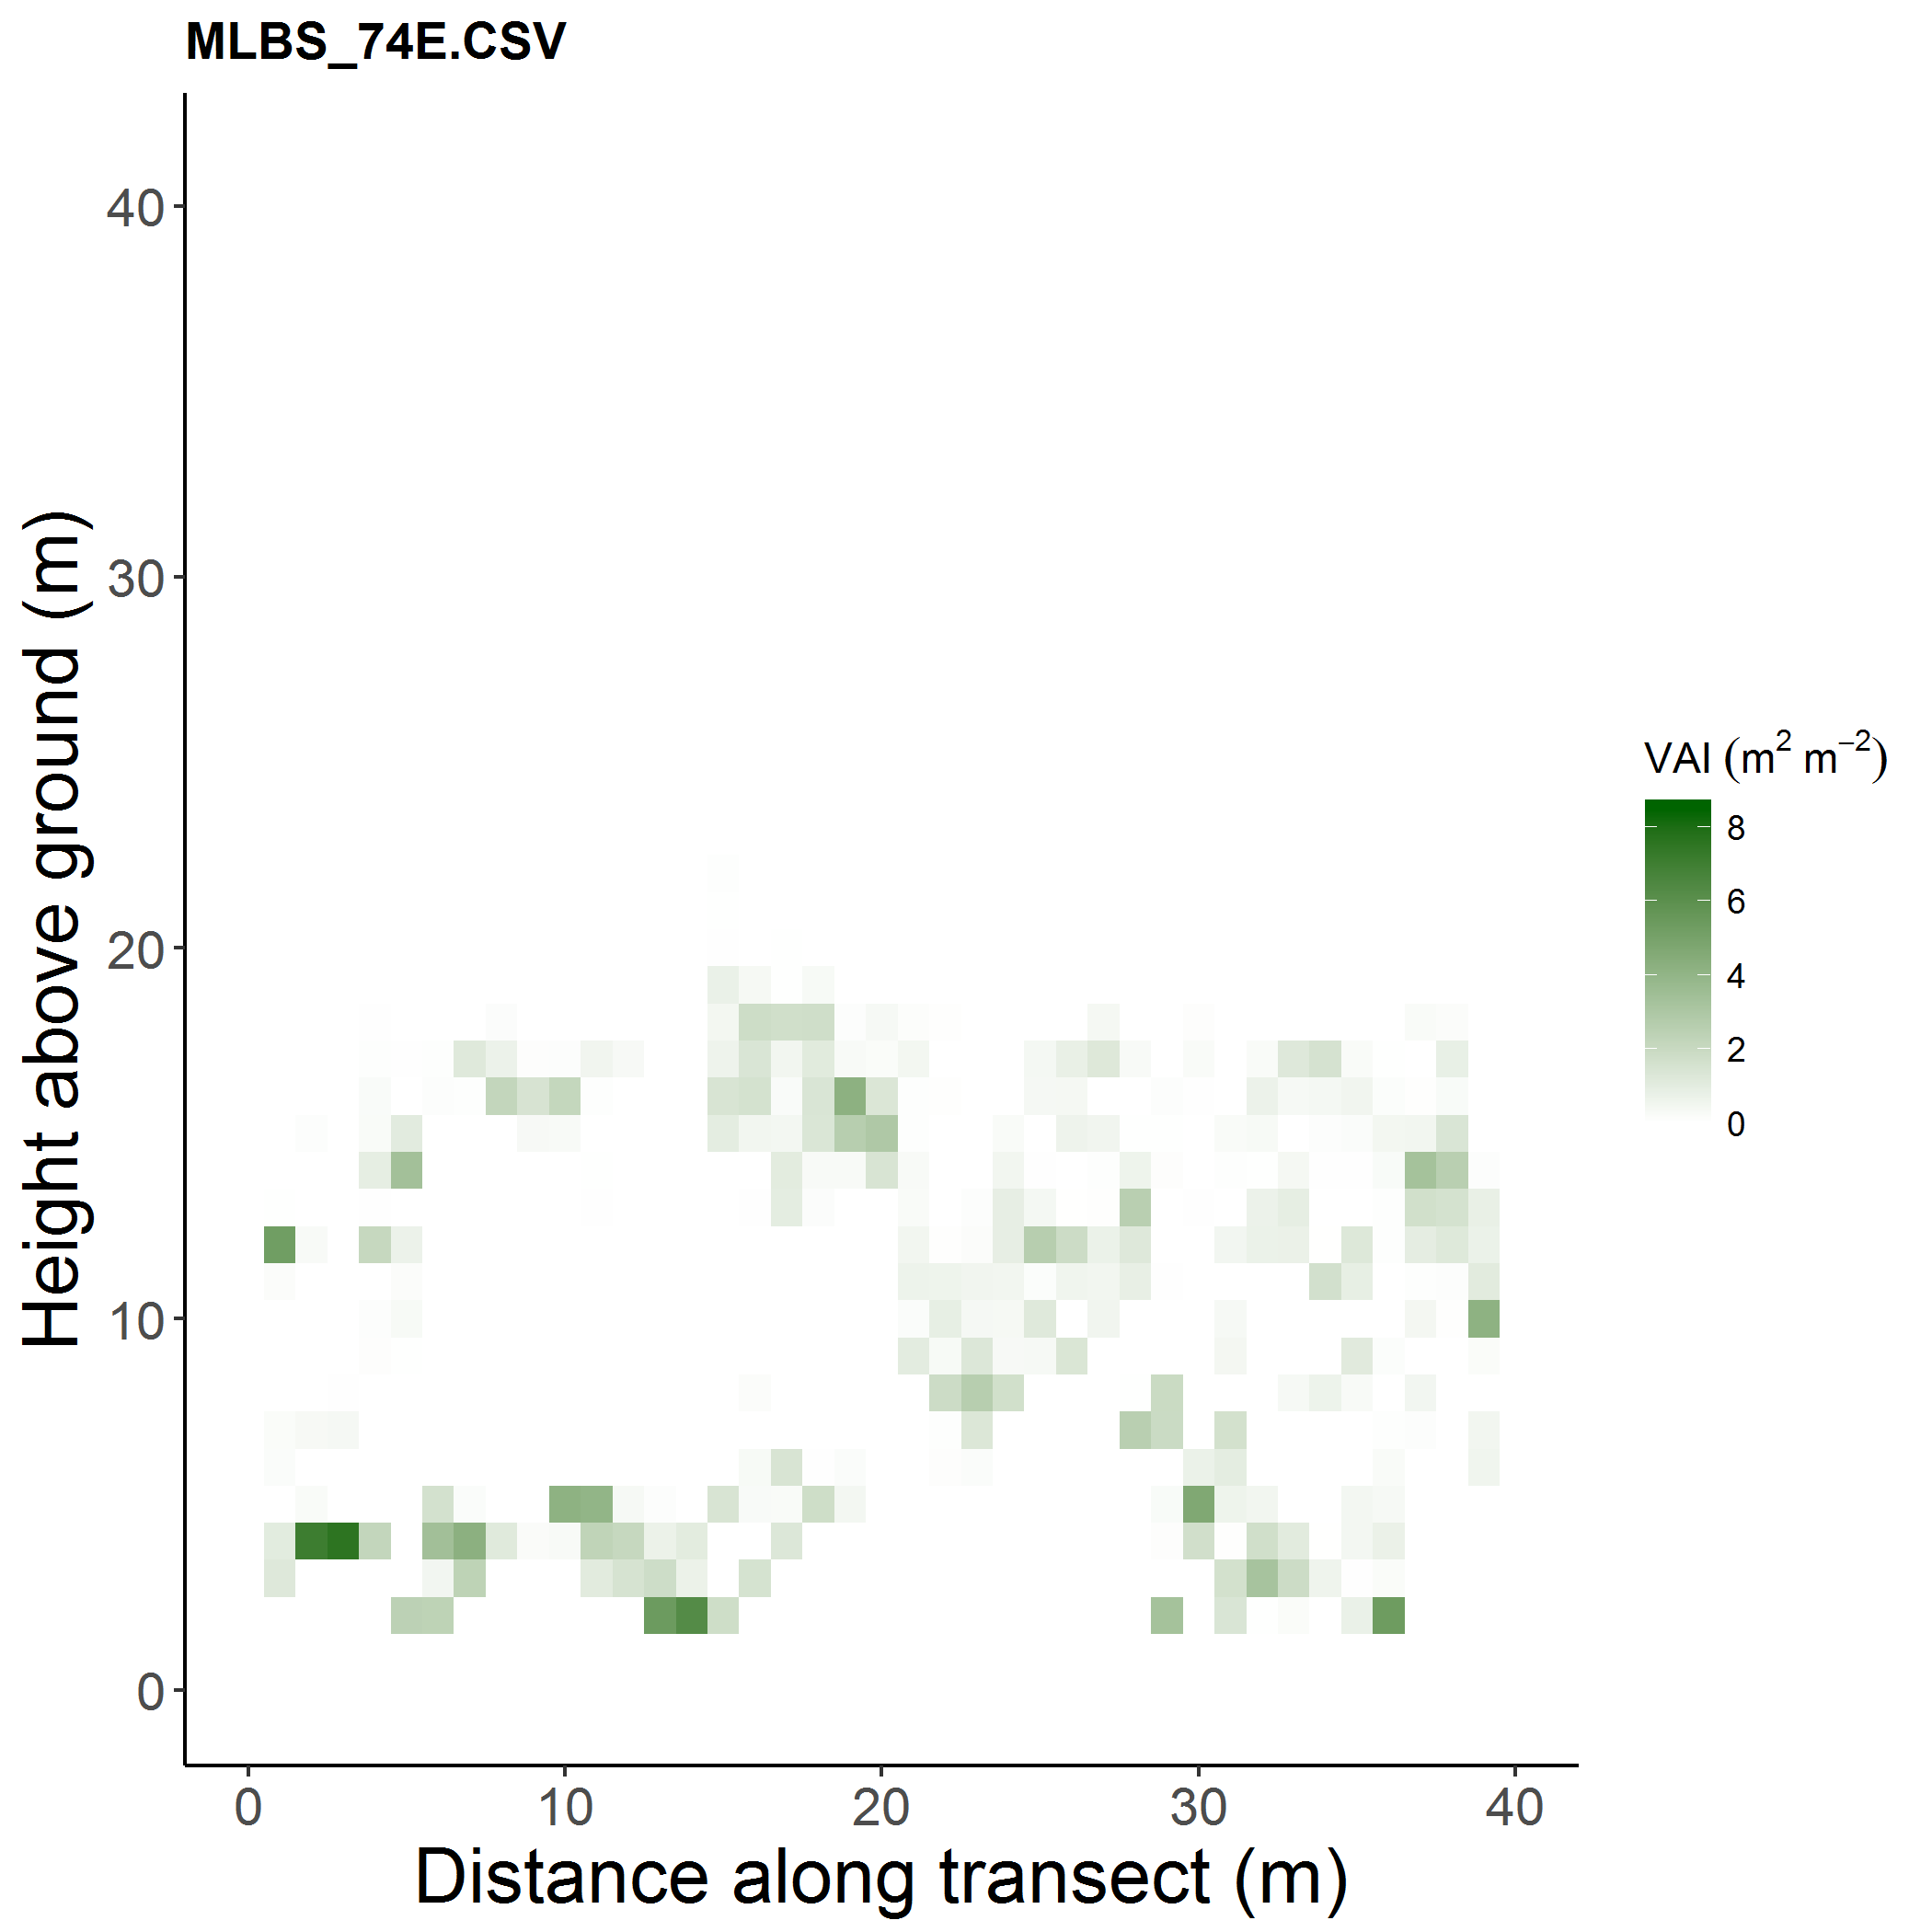 MLBS_74E.CSV
Height above ground (m)
40
30
20
10
0
0 10 20 30 40
Distance along transect (m)
VAI (m² m⁻²)
8
6
4
2
0